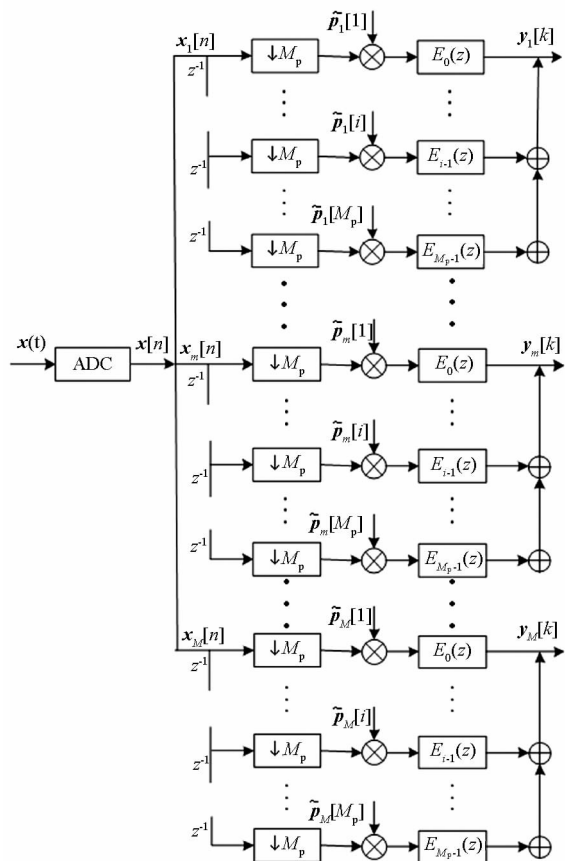 p̃₁[1]
x₁[n] ↓Mₚ E₀(z) y₁[k]
z⁻¹
p̃₁[i]
z⁻¹ ↓Mₚ Eᵢ₋₁(z)
p̃₁[Mₚ]
z⁻¹ ↓Mₚ E_{Mₚ-1}(z)
p̃ₘ[1]
x(t) ADC x[n] xₘ[n] ↓Mₚ E₀(z) yₘ[k]
z⁻¹
p̃ₘ[i]
z⁻¹ ↓Mₚ Eᵢ₋₁(z)
p̃ₘ[Mₚ]
z⁻¹ ↓Mₚ E_{Mₚ-1}(z)
p̃_M[1]
x_M[n] ↓Mₚ E₀(z) y_M[k]
z⁻¹
p̃_M[i]
z⁻¹ ↓Mₚ Eᵢ₋₁(z)
p̃_M[Mₚ]
z⁻¹ ↓Mₚ E_{Mₚ-1}(z)